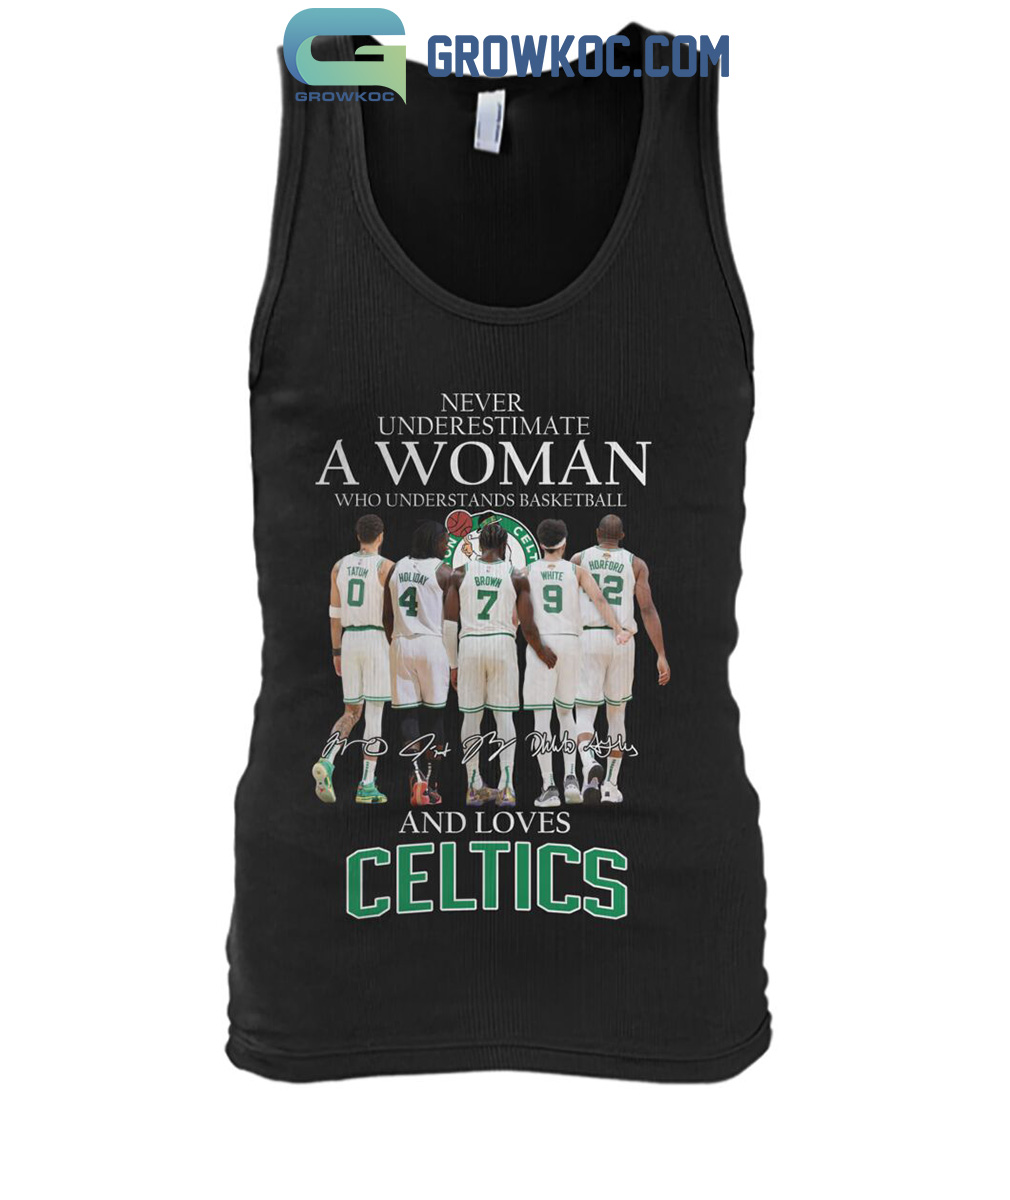 GROWKOC.COM
GROWKOC
NEVER
UNDERESTIMATE
A WOMAN
WHO UNDERSTANDS BASKETBALL
CELT
TATUM
0
HOLIDAY
4
BROWN
7
WHITE
9
HORFORD
AND LOVES
CELTICS